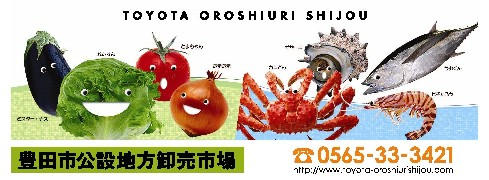 TOYOTA OROSHIURI SHIJOU
豊田市公設地方卸売市場
☎0565-33-3421
http://www.toyota-oroshiurishijou.com/